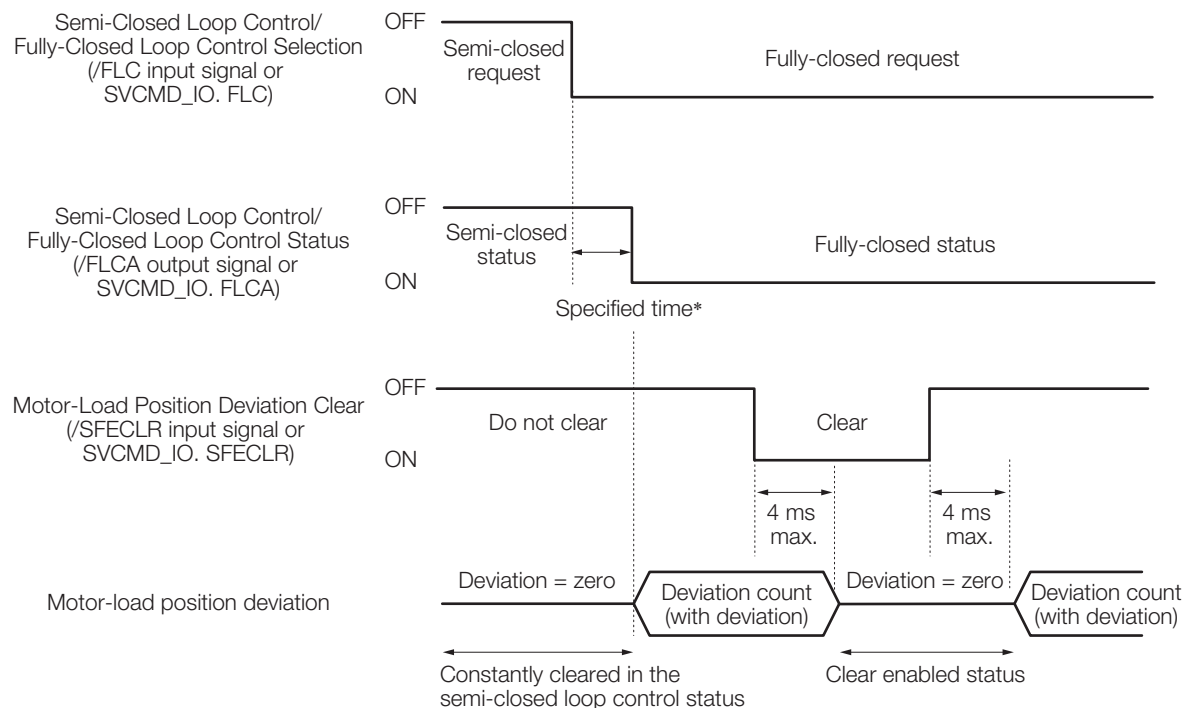 Semi-Closed Loop Control/
Fully-Closed Loop Control Selection
(/FLC input signal or
SVCMD_IO. FLC)
OFF
ON
Semi-closed
request
Fully-closed request
Semi-Closed Loop Control/
Fully-Closed Loop Control Status
(/FLCA output signal or
SVCMD_IO. FLCA)
OFF
ON
Semi-closed
status
Fully-closed status
Specified time*
Motor-Load Position Deviation Clear
(/SFECLR input signal or
SVCMD_IO. SFECLR)
OFF
ON
Do not clear
Clear
4 ms
max.
4 ms
max.
Motor-load position deviation
Deviation = zero
Deviation count
(with deviation)
Deviation = zero
Deviation count
(with deviation)
Constantly cleared in the
semi-closed loop control status
Clear enabled status